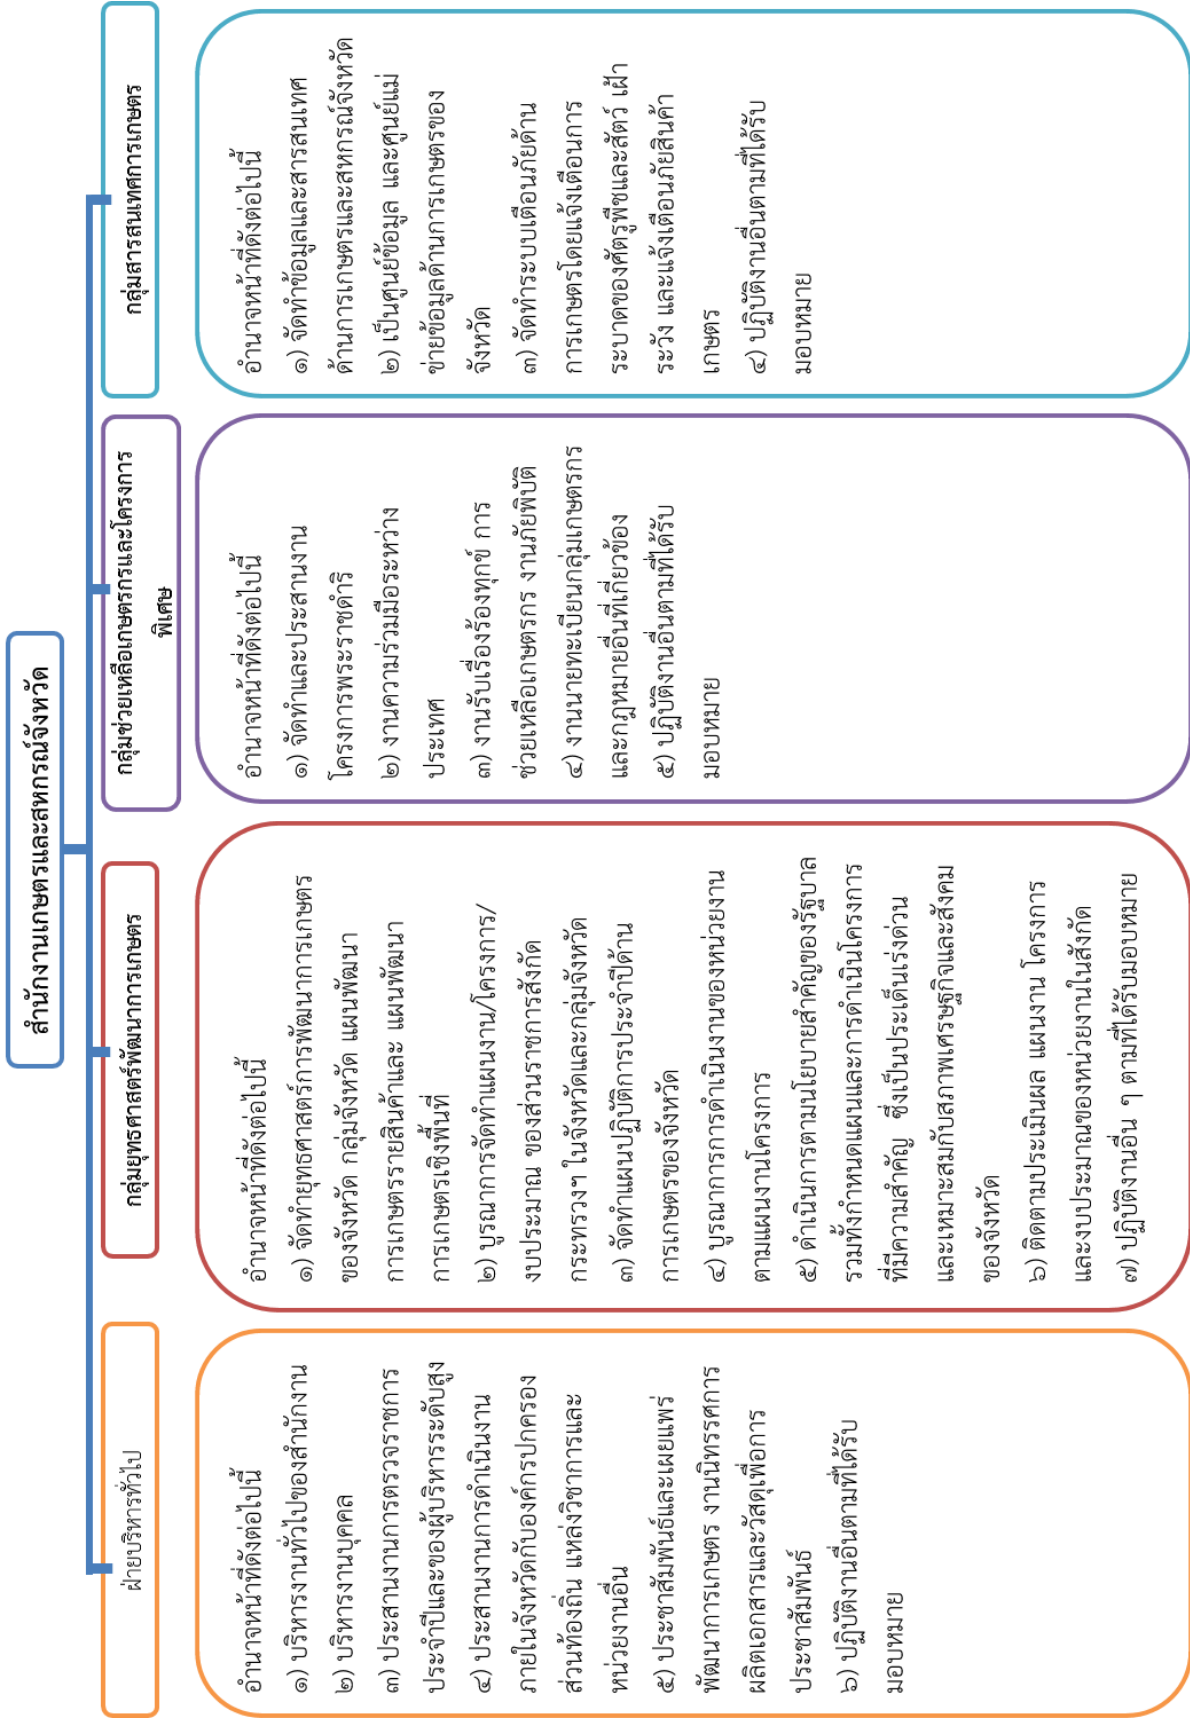 สำนักงานเกษตรและสหกรณ์จังหวัด
ฝ่ายบริหารทั่วไป
อำนาจหน้าที่ดังต่อไปนี้
๑) บริหารงานทั่วไปของสำนักงาน
๒) บริหารงานบุคคล
๓) ประสานงานการตรวจราชการ
ประจำปีและของผู้บริหารระดับสูง
๔) ประสานงานการดำเนินงาน
ภายในจังหวัดกับองค์กรปกครอง
ส่วนท้องถิ่น แหล่งวิชาการและ
หน่วยงานอื่น
๕) ประชาสัมพันธ์และเผยแพร่
พัฒนาการเกษตร งานนิทรรศการ
ผลิตเอกสารและวัสดุเพื่อการ
ประชาสัมพันธ์
๖) ปฏิบัติงานอื่นตามที่ได้รับ
มอบหมาย
กลุ่มยุทธศาสตร์พัฒนาการเกษตร
อำนาจหน้าที่ดังต่อไปนี้
๑) จัดทำยุทธศาสตร์การพัฒนาการเกษตร
ของจังหวัด กลุ่มจังหวัด แผนพัฒนา
การเกษตรรายสินค้าและ แผนพัฒนา
การเกษตรเชิงพื้นที่
๒) บูรณาการจัดทำแผนงาน/โครงการ/
งบประมาณ ของส่วนราชการสังกัด
กระทรวงฯ ในจังหวัดและกลุ่มจังหวัด
๓) จัดทำแผนปฏิบัติการประจำปีด้าน
การเกษตรของจังหวัด
๔) บูรณาการการดำเนินงานของหน่วยงาน
ตามแผนงานโครงการ
๕) ดำเนินการตามนโยบายสำคัญของรัฐบาล
รวมทั้งกำหนดแผนและการดำเนินโครงการ
ที่มีความสำคัญ ซึ่งเป็นประเด็นเร่งด่วน
และเหมาะสมกับสภาพเศรษฐกิจและสังคม
ของจังหวัด
๖) ติดตามประเมินผล แผนงาน โครงการ
และงบประมาณของหน่วยงานในสังกัด
๗) ปฏิบัติงานอื่น ๆ ตามที่ได้รับมอบหมาย
กลุ่มช่วยเหลือเกษตรกรและโครงการ
พิเศษ
อำนาจหน้าที่ดังต่อไปนี้
๑) จัดทำและประสานงาน
โครงการพระราชดำริ
๒) งานความร่วมมือระหว่าง
ประเทศ
๓) งานรับเรื่องร้องทุกข์ การ
ช่วยเหลือเกษตรกร งานภัยพิบัติ
๔) งานนายทะเบียนกลุ่มเกษตรกร
และกฎหมายอื่นที่เกี่ยวข้อง
๕) ปฏิบัติงานอื่นตามที่ได้รับ
มอบหมาย
กลุ่มสารสนเทศการเกษตร
อำนาจหน้าที่ดังต่อไปนี้
๑) จัดทำข้อมูลและสารสนเทศ
ด้านการเกษตรและสหกรณ์จังหวัด
๒) เป็นศูนย์ข้อมูล และศูนย์แม่
ข่ายข้อมูลด้านการเกษตรของ
จังหวัด
๓) จัดทำระบบเตือนภัยด้าน
การเกษตรโดยแจ้งเตือนการ
ระบาดของศัตรูพืชและสัตว์ เฝ้า
ระวัง และแจ้งเตือนภัยสินค้า
เกษตร
๔) ปฏิบัติงานอื่นตามที่ได้รับ
มอบหมาย